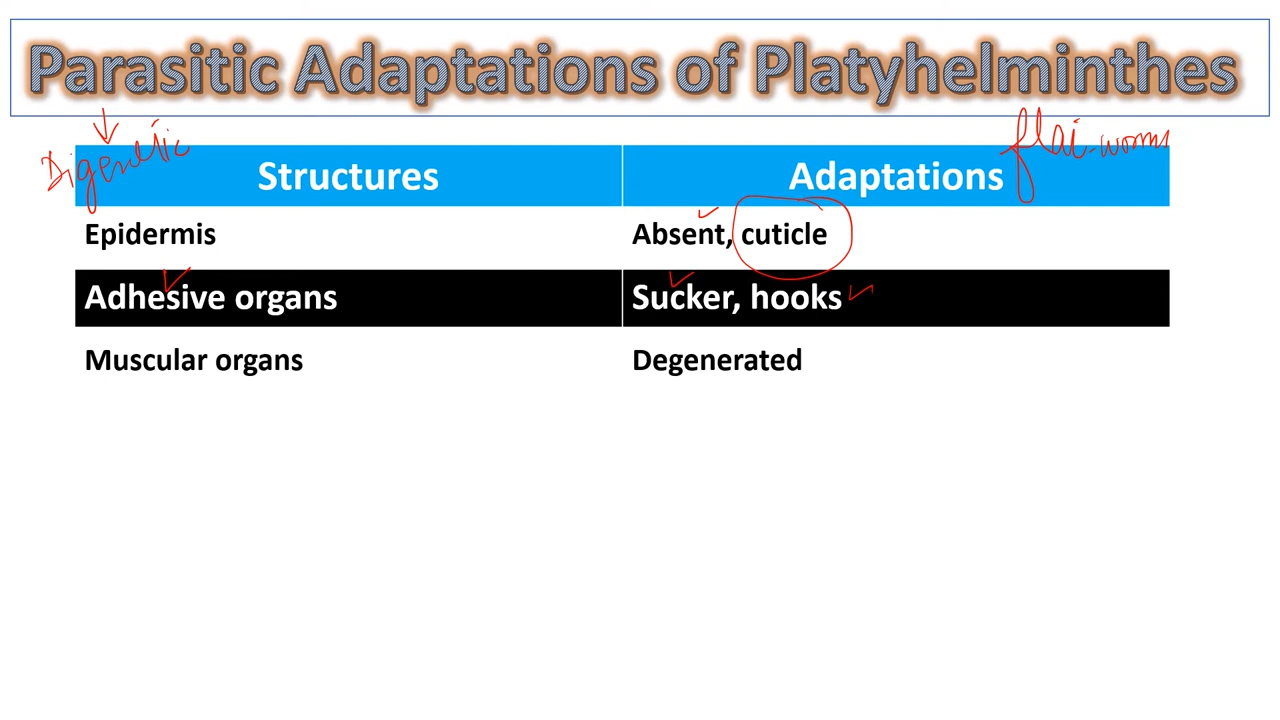 Parasitic Adaptations of Platyhelminthes
Digenetic
flat-worms
Structures Adaptations
Epidermis Absent, cuticle
Adhesive organs Sucker, hooks
Muscular organs Degenerated